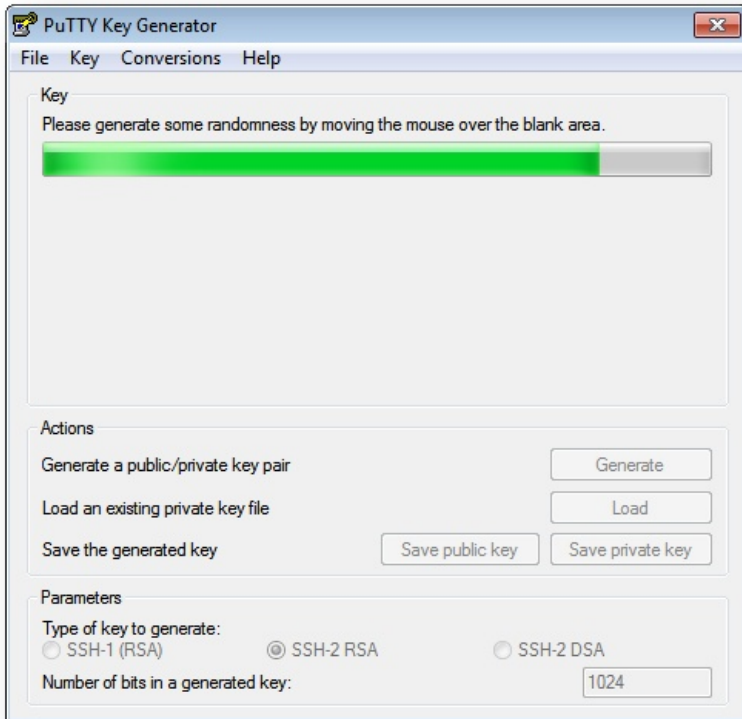 PuTTY Key Generator
File Key Conversions Help
Key
Please generate some randomness by moving the mouse over the blank area.
Actions
Generate a public/private key pair Generate
Load an existing private key file Load
Save the generated key Save public key Save private key
Parameters
Type of key to generate:
SSH-1 (RSA) SSH-2 RSA SSH-2 DSA
Number of bits in a generated key: 1024